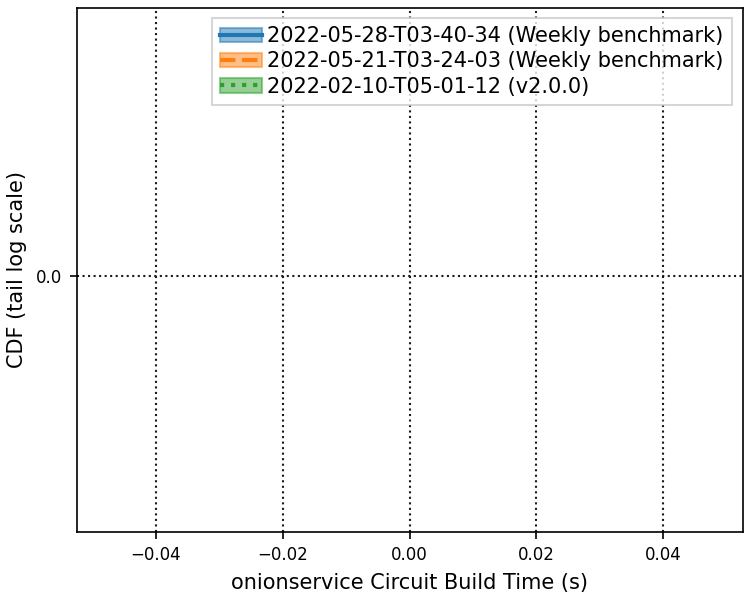 2022-05-28-T03-40-34 (Weekly benchmark)
2022-05-21-T03-24-03 (Weekly benchmark)
2022-02-10-T05-01-12 (v2.0.0)
CDF (tail log scale)
0.0
−0.04 −0.02 0.00 0.02 0.04
onionservice Circuit Build Time (s)